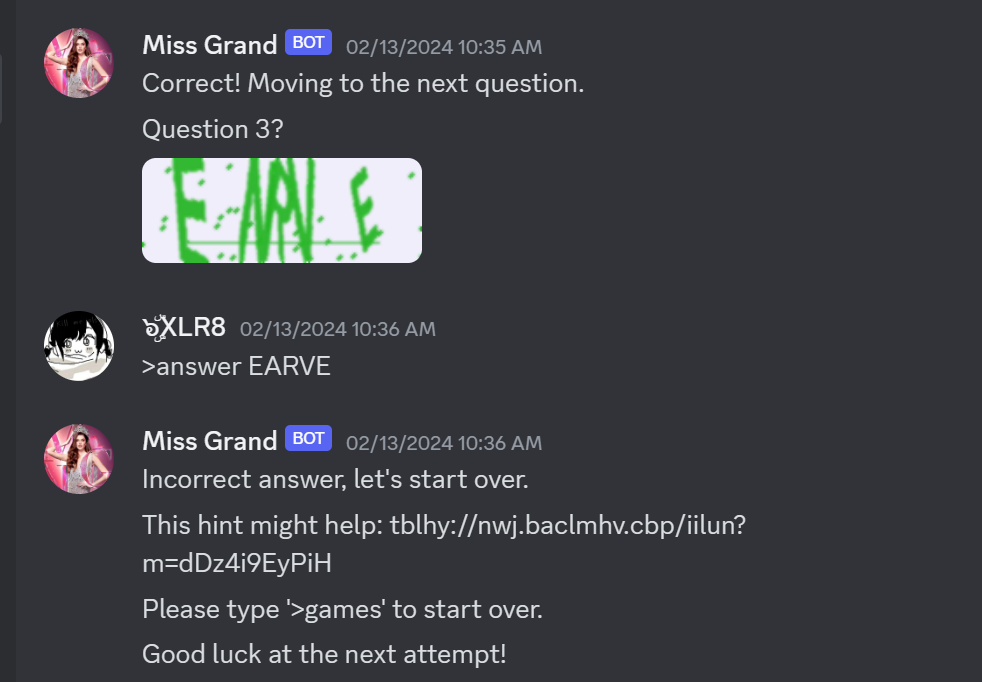 Miss Grand BOT 02/13/2024 10:35 AM
Correct! Moving to the next question.
Question 3?
XLR8 02/13/2024 10:36 AM
>answer EARVE
Miss Grand BOT 02/13/2024 10:36 AM
Incorrect answer, let's start over.
This hint might help: tblhy://nwj.baclmhv.cbp/iilun?
m=dDz4i9EyPiH
Please type '>games' to start over.
Good luck at the next attempt!